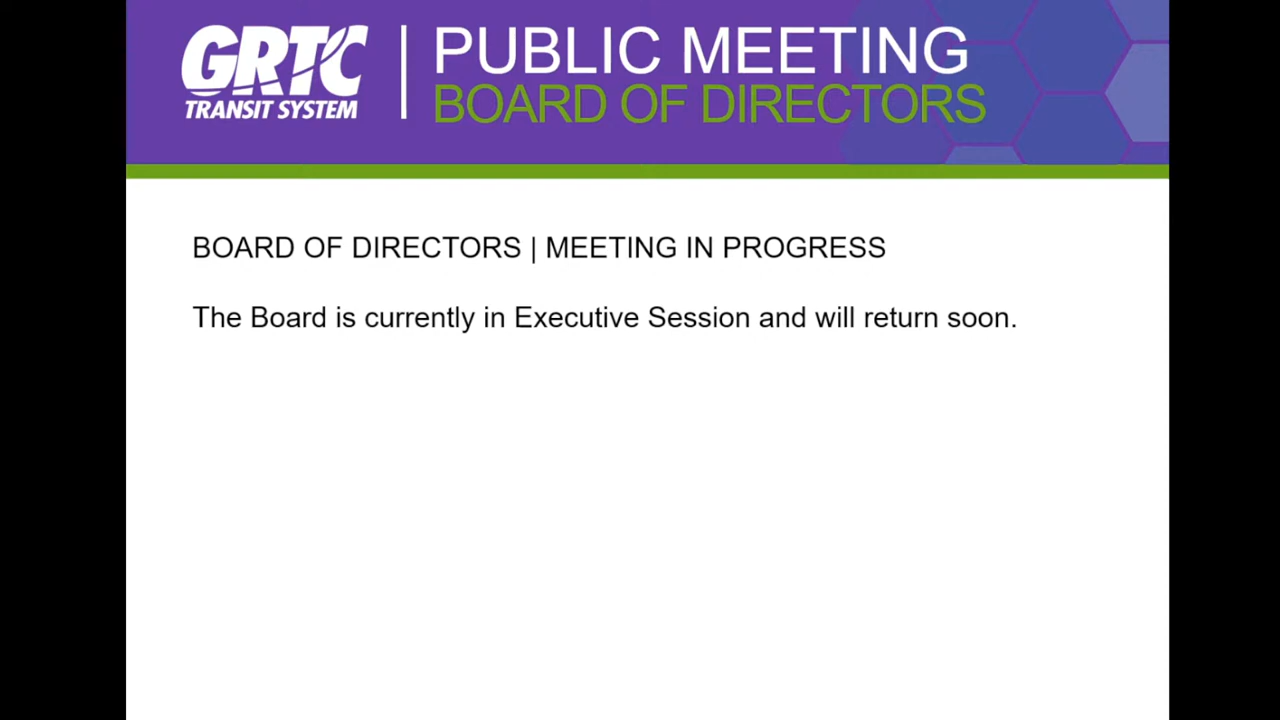 GRTC
TRANSIT SYSTEM
PUBLIC MEETING
BOARD OF DIRECTORS
BOARD OF DIRECTORS | MEETING IN PROGRESS
The Board is currently in Executive Session and will return soon.